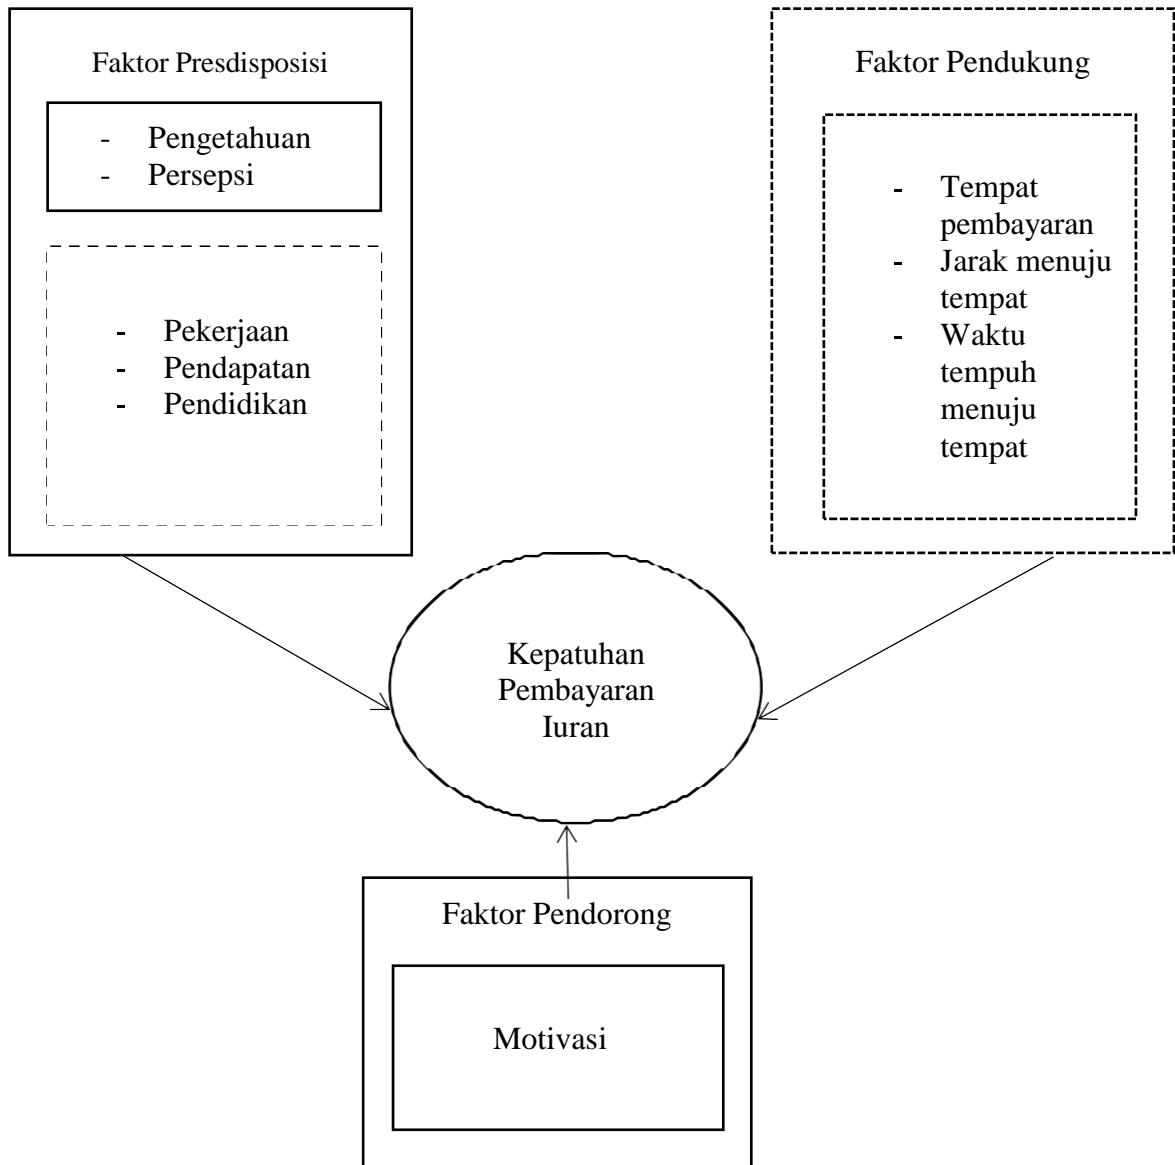 Faktor Presdisposisi
- Pengetahuan
- Persepsi
- Pekerjaan
- Pendapatan
- Pendidikan
Faktor Pendukung
- Tempat
pembayaran
- Jarak menuju
tempat
- Waktu
tempuh
menuju
tempat
Kepatuhan
Pembayaran
Iuran
Faktor Pendorong
Motivasi